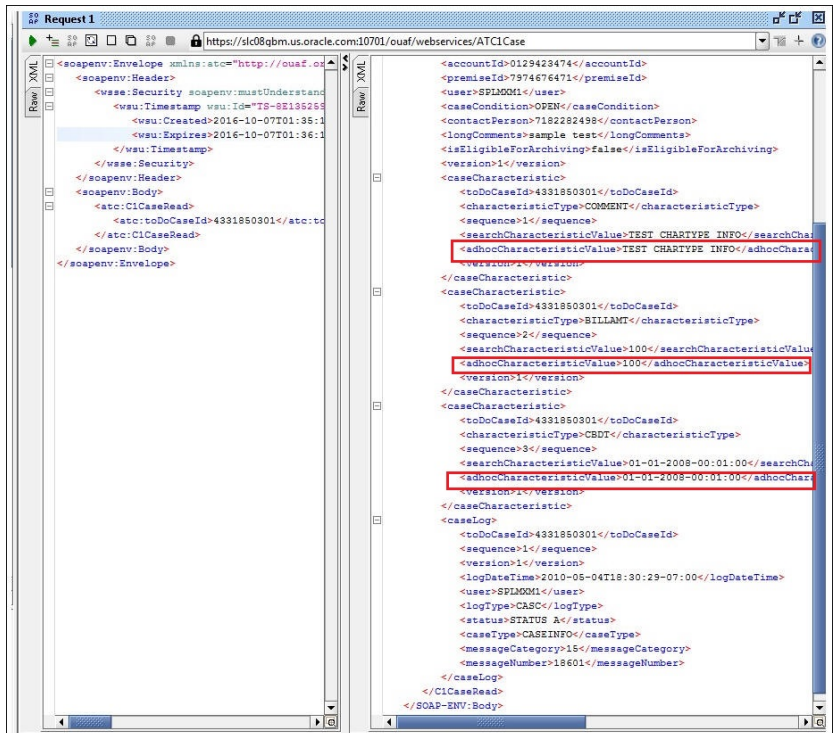 Request 1
https://slc08qbm.us.oracle.com:10701/ouaf/webservices/ATC1Case
XML
Raw
<soapenv:Envelope xmlns:atc="http://ouaf.or
<soapenv:Header>
<wsse:Security soapenv:mustUnderstand
<wsu:Timestamp wsu:Id="TS-8E135259
<wsu:Created>2016-10-07T01:35:1
<wsu:Expires>2016-10-07T01:36:1
</wsu:Timestamp>
</wsse:Security>
</soapenv:Header>
<soapenv:Body>
<atc:C1CaseRead>
<atc:toDoCaseId>4331850301</atc:to
</atc:C1CaseRead>
</soapenv:Body>
</soapenv:Envelope>
XML
Raw
<accountId>0129423474</accountId>
<premiseId>7974676471</premiseId>
<user>SPLMXM1</user>
<caseCondition>OPEN</caseCondition>
<contactPerson>7182282498</contactPerson>
<longComments>sample test</longComments>
<isEligibleForArchiving>false</isEligibleForArchiving>
<version>1</version>
<caseCharacteristic>
<toDoCaseId>4331850301</toDoCaseId>
<characteristicType>COMMENT</characteristicType>
<sequence>1</sequence>
<searchCharacteristicValue>TEST CHARTYPE INFO</searchChar
<adhocCharacteristicValue>TEST CHARTYPE INFO</adhocCharac
<version>1</version>
</caseCharacteristic>
<caseCharacteristic>
<toDoCaseId>4331850301</toDoCaseId>
<characteristicType>BILLAMT</characteristicType>
<sequence>2</sequence>
<searchCharacteristicValue>100</searchCharacteristicValue
<adhocCharacteristicValue>100</adhocCharacteristicValue>
<version>1</version>
</caseCharacteristic>
<caseCharacteristic>
<toDoCaseId>4331850301</toDoCaseId>
<characteristicType>CBDT</characteristicType>
<sequence>3</sequence>
<searchCharacteristicValue>01-01-2008-00:01:00</searchCh
<adhocCharacteristicValue>01-01-2008-00:01:00</adhocChara
<version>1</version>
</caseCharacteristic>
<caseLog>
<toDoCaseId>4331850301</toDoCaseId>
<sequence>1</sequence>
<version>1</version>
<logDateTime>2010-05-04T18:30:29-07:00</logDateTime>
<user>SPLMXM1</user>
<logType>CASC</logType>
<status>STATUS A</status>
<caseType>CASEINFO</caseType>
<messageCategory>15</messageCategory>
<messageNumber>18601</messageNumber>
</caseLog>
</C1CaseRead>
</SOAP-ENV:Body>